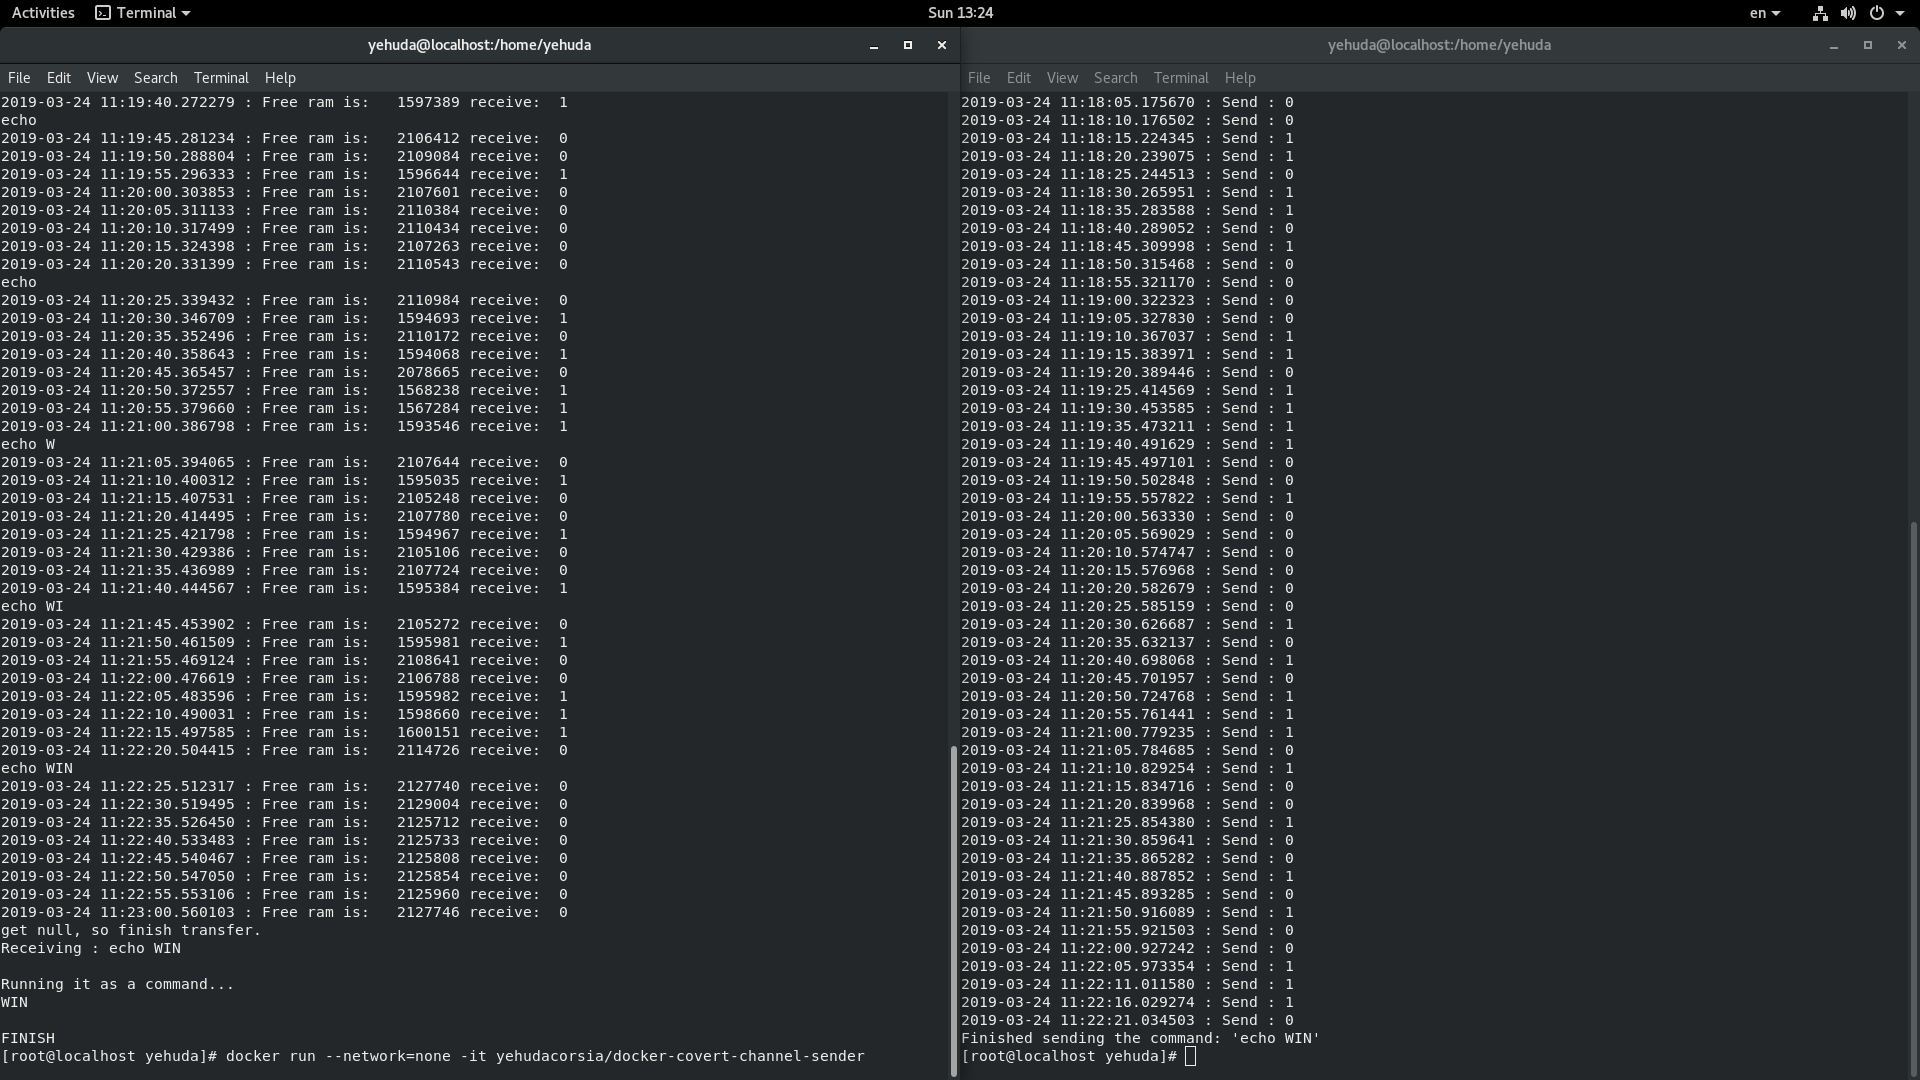 Activities Terminal Sun 13:24 en
yehuda@localhost:/home/yehuda
File Edit View Search Terminal Help
2019-03-24 11:19:40.272279 : Free ram is:   1597389 receive:  1
echo
2019-03-24 11:19:45.281234 : Free ram is:   2106412 receive:  0
2019-03-24 11:19:50.288804 : Free ram is:   2109084 receive:  0
2019-03-24 11:19:55.296333 : Free ram is:   1596644 receive:  1
2019-03-24 11:20:00.303853 : Free ram is:   2107601 receive:  0
2019-03-24 11:20:05.311133 : Free ram is:   2110384 receive:  0
2019-03-24 11:20:10.317499 : Free ram is:   2110434 receive:  0
2019-03-24 11:20:15.324398 : Free ram is:   2107263 receive:  0
2019-03-24 11:20:20.331399 : Free ram is:   2110543 receive:  0
echo
2019-03-24 11:20:25.339432 : Free ram is:   2110984 receive:  0
2019-03-24 11:20:30.346709 : Free ram is:   1594693 receive:  1
2019-03-24 11:20:35.352496 : Free ram is:   2110172 receive:  0
2019-03-24 11:20:40.358643 : Free ram is:   1594068 receive:  1
2019-03-24 11:20:45.365457 : Free ram is:   2078665 receive:  0
2019-03-24 11:20:50.372557 : Free ram is:   1568238 receive:  1
2019-03-24 11:20:55.379660 : Free ram is:   1567284 receive:  1
2019-03-24 11:21:00.386798 : Free ram is:   1593546 receive:  1
echo W
2019-03-24 11:21:05.394065 : Free ram is:   2107644 receive:  0
2019-03-24 11:21:10.400312 : Free ram is:   1595035 receive:  1
2019-03-24 11:21:15.407531 : Free ram is:   2105248 receive:  0
2019-03-24 11:21:20.414495 : Free ram is:   2107780 receive:  0
2019-03-24 11:21:25.421798 : Free ram is:   1594967 receive:  1
2019-03-24 11:21:30.429386 : Free ram is:   2105106 receive:  0
2019-03-24 11:21:35.436989 : Free ram is:   2107724 receive:  0
2019-03-24 11:21:40.444567 : Free ram is:   1595384 receive:  1
echo WI
2019-03-24 11:21:45.453902 : Free ram is:   2105272 receive:  0
2019-03-24 11:21:50.461509 : Free ram is:   1595981 receive:  1
2019-03-24 11:21:55.469124 : Free ram is:   2108641 receive:  0
2019-03-24 11:22:00.476619 : Free ram is:   2106788 receive:  0
2019-03-24 11:22:05.483596 : Free ram is:   1595982 receive:  1
2019-03-24 11:22:10.490031 : Free ram is:   1598660 receive:  1
2019-03-24 11:22:15.497585 : Free ram is:   1600151 receive:  1
2019-03-24 11:22:20.504415 : Free ram is:   2114726 receive:  0
echo WIN
2019-03-24 11:22:25.512317 : Free ram is:   2127740 receive:  0
2019-03-24 11:22:30.519495 : Free ram is:   2129004 receive:  0
2019-03-24 11:22:35.526450 : Free ram is:   2125712 receive:  0
2019-03-24 11:22:40.533483 : Free ram is:   2125733 receive:  0
2019-03-24 11:22:45.540467 : Free ram is:   2125808 receive:  0
2019-03-24 11:22:50.547050 : Free ram is:   2125854 receive:  0
2019-03-24 11:22:55.553106 : Free ram is:   2125960 receive:  0
2019-03-24 11:23:00.560103 : Free ram is:   2127746 receive:  0
get null, so finish transfer.
Receiving : echo WIN
Running it as a command...
WIN
FINISH
[root@localhost yehuda]# docker run --network=none -it yehudacorsia/docker-covert-channel-sender
yehuda@localhost:/home/yehuda
File Edit View Search Terminal Help
2019-03-24 11:18:05.175670 : Send : 0
2019-03-24 11:18:10.176502 : Send : 0
2019-03-24 11:18:15.224345 : Send : 1
2019-03-24 11:18:20.239075 : Send : 1
2019-03-24 11:18:25.244513 : Send : 0
2019-03-24 11:18:30.265951 : Send : 1
2019-03-24 11:18:35.283588 : Send : 1
2019-03-24 11:18:40.289052 : Send : 0
2019-03-24 11:18:45.309998 : Send : 1
2019-03-24 11:18:50.315468 : Send : 0
2019-03-24 11:18:55.321170 : Send : 0
2019-03-24 11:19:00.322323 : Send : 0
2019-03-24 11:19:05.327830 : Send : 0
2019-03-24 11:19:10.367037 : Send : 1
2019-03-24 11:19:15.383971 : Send : 1
2019-03-24 11:19:20.389446 : Send : 0
2019-03-24 11:19:25.414569 : Send : 1
2019-03-24 11:19:30.453585 : Send : 1
2019-03-24 11:19:35.473211 : Send : 1
2019-03-24 11:19:40.491629 : Send : 1
2019-03-24 11:19:45.497101 : Send : 0
2019-03-24 11:19:50.502848 : Send : 0
2019-03-24 11:19:55.557822 : Send : 1
2019-03-24 11:20:00.563330 : Send : 0
2019-03-24 11:20:05.569029 : Send : 0
2019-03-24 11:20:10.574747 : Send : 0
2019-03-24 11:20:15.576968 : Send : 0
2019-03-24 11:20:20.582679 : Send : 0
2019-03-24 11:20:25.585159 : Send : 0
2019-03-24 11:20:30.626687 : Send : 1
2019-03-24 11:20:35.632137 : Send : 0
2019-03-24 11:20:40.698068 : Send : 1
2019-03-24 11:20:45.701957 : Send : 0
2019-03-24 11:20:50.724768 : Send : 1
2019-03-24 11:20:55.761441 : Send : 1
2019-03-24 11:21:00.779235 : Send : 1
2019-03-24 11:21:05.784685 : Send : 0
2019-03-24 11:21:10.829254 : Send : 1
2019-03-24 11:21:15.834716 : Send : 0
2019-03-24 11:21:20.839968 : Send : 0
2019-03-24 11:21:25.854380 : Send : 1
2019-03-24 11:21:30.859641 : Send : 0
2019-03-24 11:21:35.865282 : Send : 0
2019-03-24 11:21:40.887852 : Send : 1
2019-03-24 11:21:45.893285 : Send : 0
2019-03-24 11:21:50.916089 : Send : 1
2019-03-24 11:21:55.921503 : Send : 0
2019-03-24 11:22:00.927242 : Send : 0
2019-03-24 11:22:05.973354 : Send : 1
2019-03-24 11:22:11.011580 : Send : 1
2019-03-24 11:22:16.029274 : Send : 1
2019-03-24 11:22:21.034503 : Send : 0
Finished sending the command: 'echo WIN'
[root@localhost yehuda]#